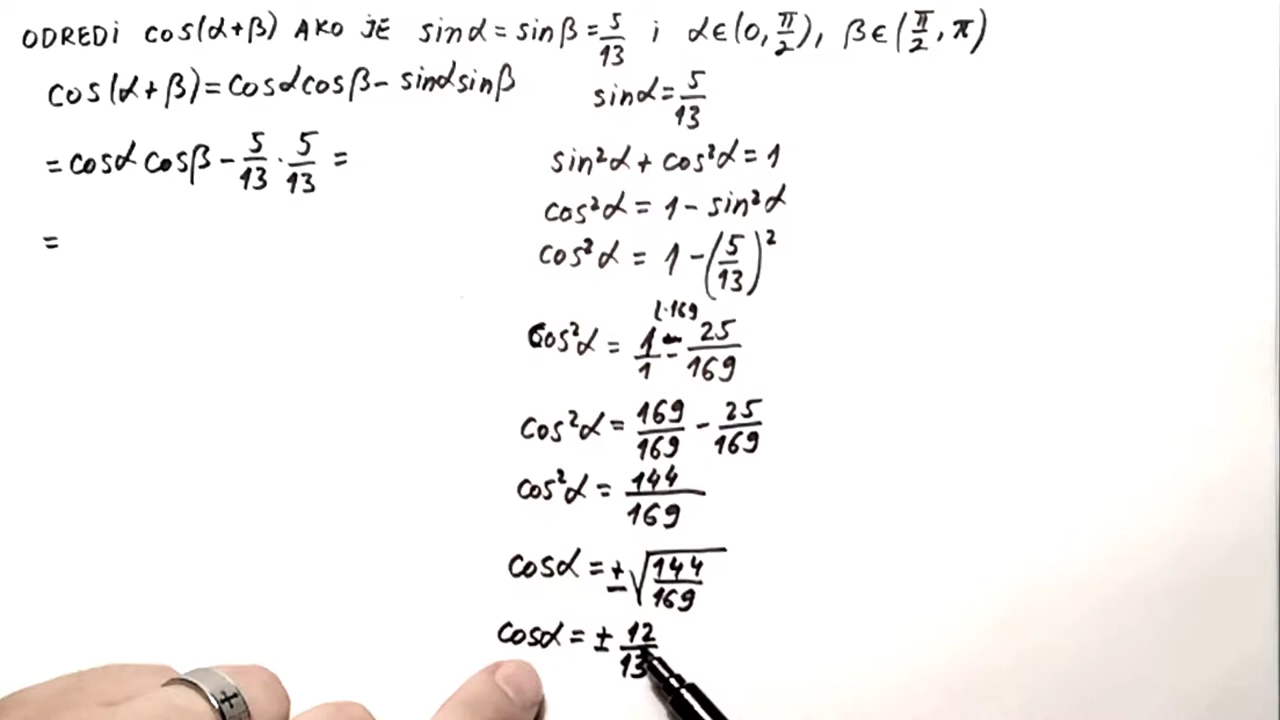 ODREDI cos(α+β) AKO JE sinα = sinβ = 5/13 i α∈(0, π/2), β∈(π/2, π)
cos(α+β) = cosα cosβ - sinα sinβ
= cosα cosβ - 5/13 · 5/13 =
=
sinα = 5/13
sin²α + cos²α = 1
cos²α = 1 - sin²α
cos²α = 1 - (5/13)²
/·169
cos²α = 1/1 - 25/169
cos²α = 169/169 - 25/169
cos²α = 144/169
cosα = ±√(144/169)
cosα = ± 12/13